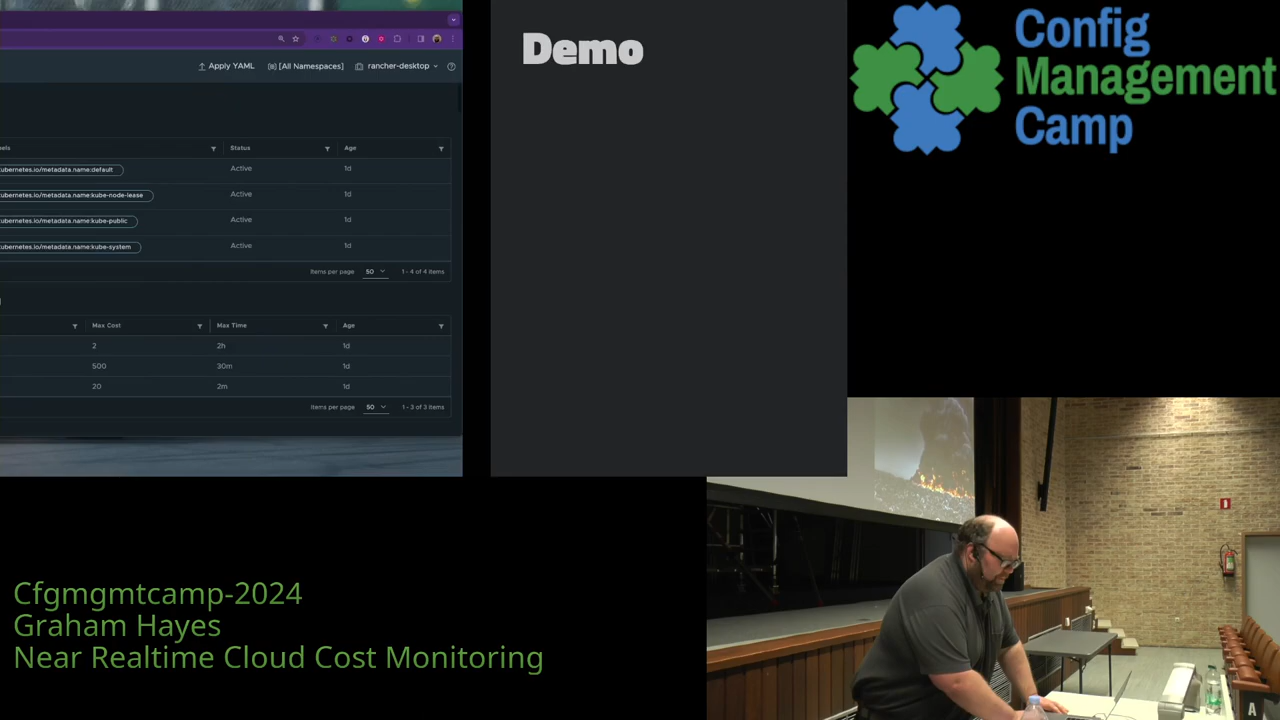 Apply YAML
[All Namespaces]
rancher-desktop
Status
Age
kubernetes.io/metadata.name:default
Active
1d
kubernetes.io/metadata.name:kube-node-lease
Active
1d
kubernetes.io/metadata.name:kube-public
Active
1d
kubernetes.io/metadata.name:kube-system
Active
1d
Items per page
50
1 - 4 of 4 items
Max Cost
Max Time
Age
2
2h
1d
500
30m
1d
20
2m
1d
Items per page
50
1 - 3 of 3 items
Demo
Config
Management
Camp
Cfgmgmtcamp-2024
Graham Hayes
Near Realtime Cloud Cost Monitoring
A